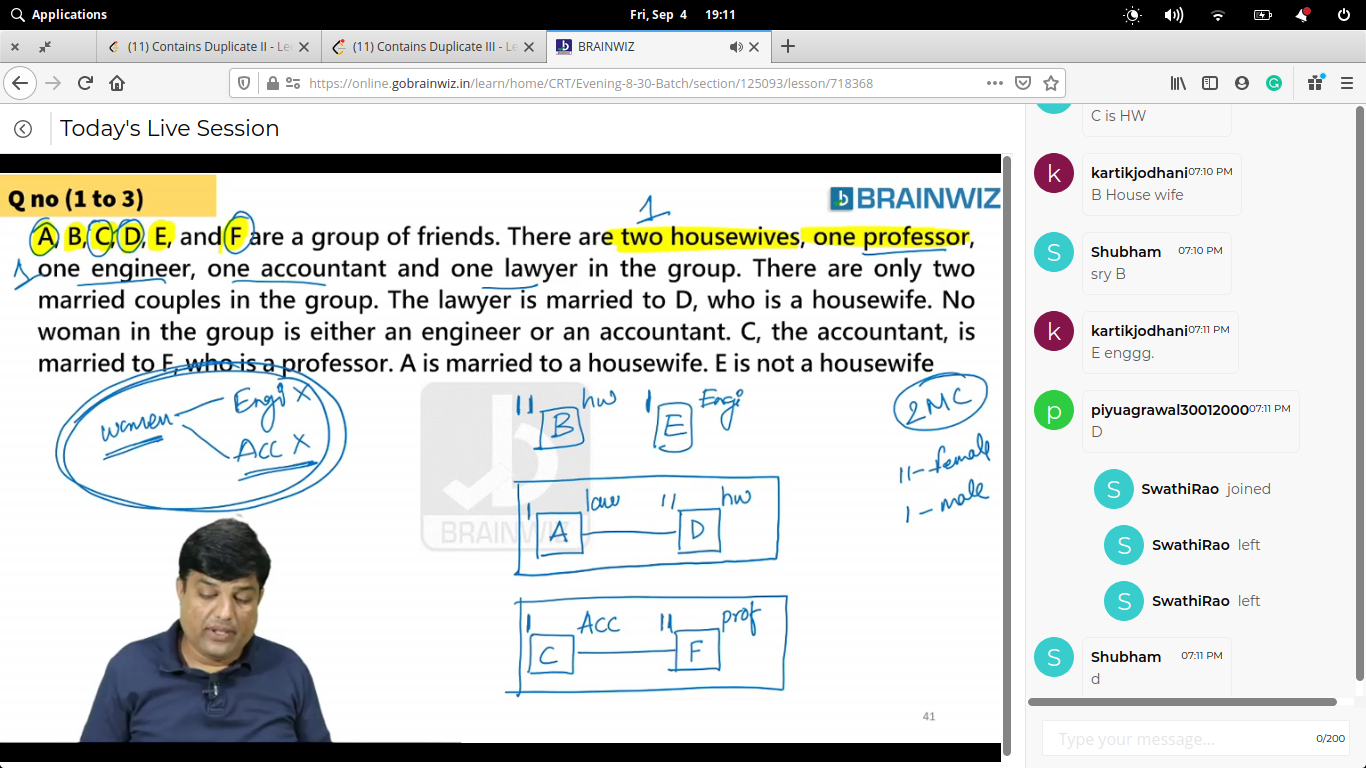 Applications
Fri, Sep 4 19:11
(11) Contains Duplicate II - Le
(11) Contains Duplicate III - Le
BRAINWIZ
https://online.gobrainwiz.in/learn/home/CRT/Evening-8-30-Batch/section/125093/lesson/718368
Today's Live Session
Q no (1 to 3)
BRAINWIZ
1
A, B, C, D, E, and F are a group of friends. There are two housewives, one professor,
1 one engineer, one accountant and one lawyer in the group. There are only two
married couples in the group. The lawyer is married to D, who is a housewife. No
woman in the group is either an engineer or an accountant. C, the accountant, is
married to F, who is a professor. A is married to a housewife. E is not a housewife
women
Engi X
Acc X
11 B hw
1 E Engi
2MC
11 - female
1 - male
BRAINWIZ
1 A law
11 D hw
1 C Acc
11 F prof
41
C is HW
k
kartikjodhani 07:10 PM
B House wife
S
Shubham 07:10 PM
sry B
k
kartikjodhani 07:11 PM
E enggg.
p
piyuagrawal30012000 07:11 PM
D
S SwathiRao joined
S SwathiRao left
S SwathiRao left
S
Shubham 07:11 PM
d
Type your message... 0/200